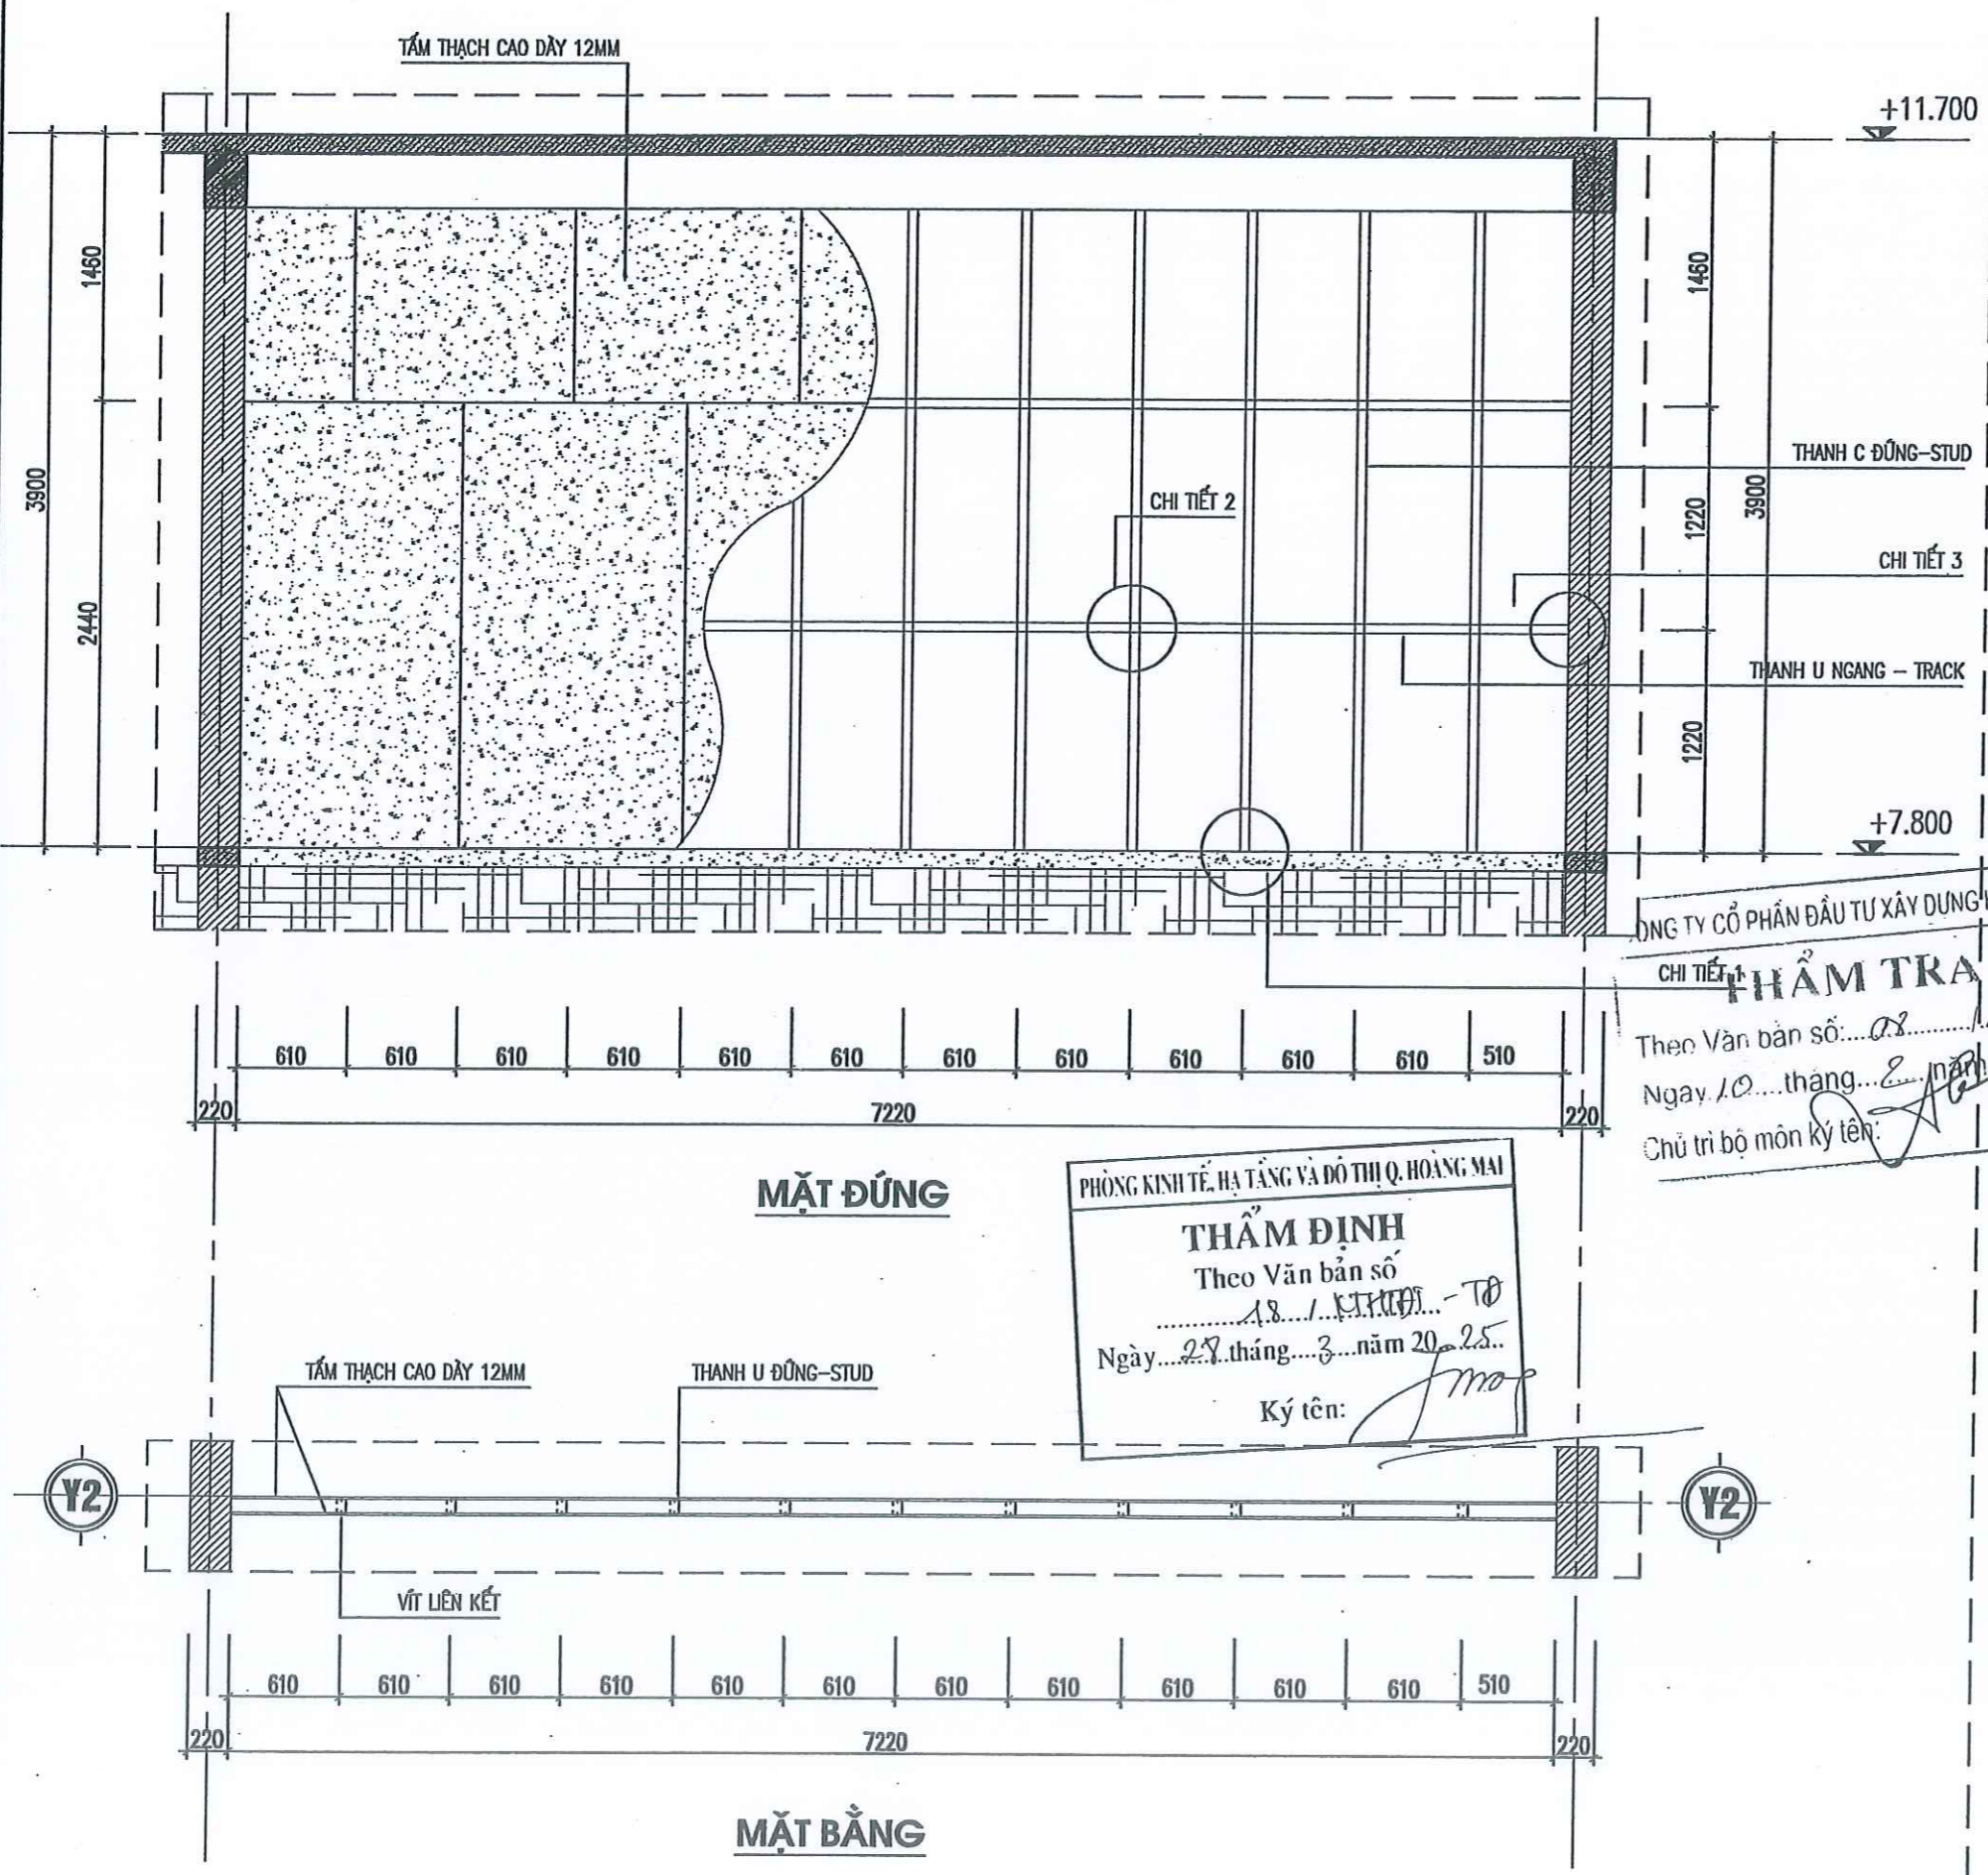 TẤM THẠCH CAO DÀY 12MM
+11.700
1460
1460
3900
2440
THANH C ĐỨNG-STUD
CHI TIẾT 2
1220
3900
CHI TIẾT 3
THANH U NGANG - TRACK
1220
+7.800
ÔNG TY CỔ PHẦN ĐẦU TƯ XÂY DỰNG
CHI TIẾT 1
THẨM TRA
Theo Văn bản số:....08
Ngày 10 tháng 2 năm
Chủ trì bộ môn ký tên:
610 610 610 610 610 610 610 610 610 610 610 510
220 7220 220
MẶT ĐỨNG
PHÒNG KINH TẾ, HẠ TẦNG VÀ ĐÔ THỊ Q. HOÀNG MAI
THẨM ĐỊNH
Theo Văn bản số
18 / - TĐ
Ngày tháng 3 năm 2025
Ký tên:
TẤM THẠCH CAO DÀY 12MM
THANH U ĐỨNG-STUD
Y2 Y2
VÍT LIÊN KẾT
610 610 610 610 610 610 610 610 610 610 610 510
220 7220 220
MẶT BẰNG